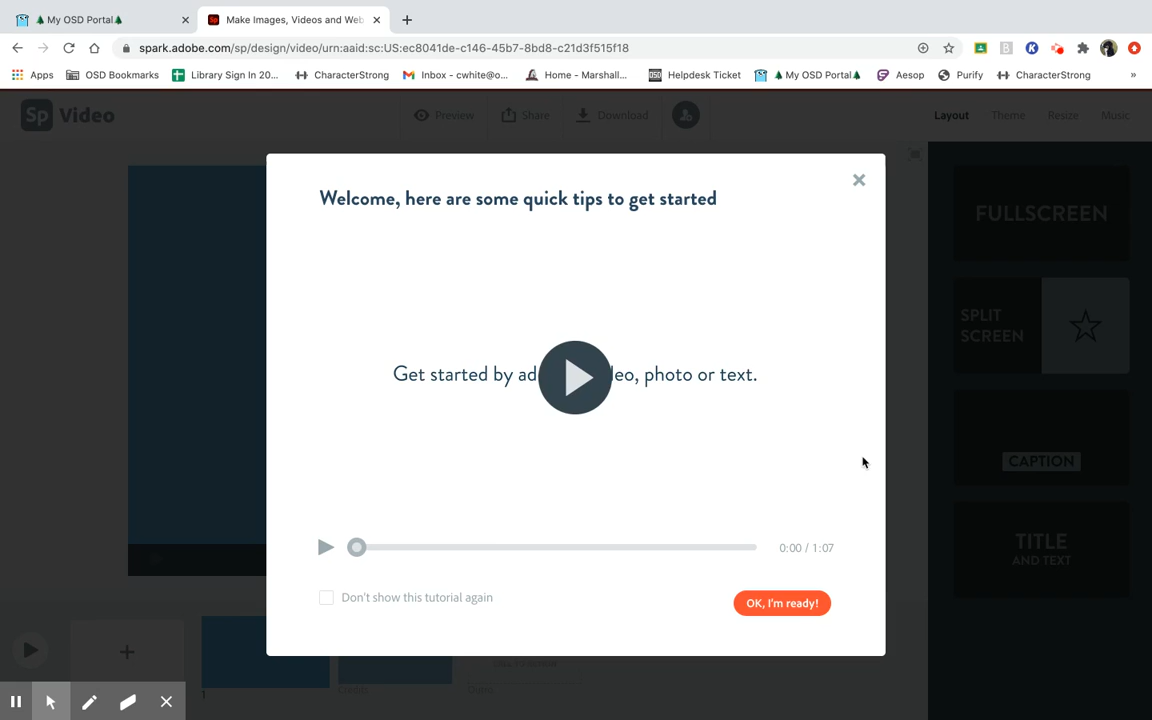 🌲My OSD Portal🌲
Make Images, Videos and Web
spark.adobe.com/sp/design/video/urn:aaid:sc:US:ec8041de-c146-45b7-8bd8-c21d3f515f18
Apps OSD Bookmarks Library Sign In 20... CharacterStrong Inbox - cwhite@o... Home - Marshall... OSD Helpdesk Ticket 🌲My OSD Portal🌲 Aesop Purify CharacterStrong »
Sp Video Preview Share Download Layout Theme Resize Music
Welcome, here are some quick tips to get started
FULLSCREEN
SPLIT
SCREEN
Get started by ad eo, photo or text.
CAPTION
TITLE
AND TEXT
0:00 / 1:07
Don't show this tutorial again
OK, I'm ready!
+
1
Outro